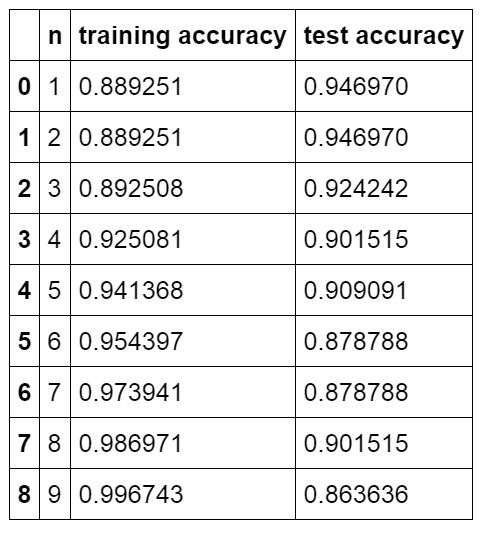 n training accuracy test accuracy
0 1 0.889251 0.946970
1 2 0.889251 0.946970
2 3 0.892508 0.924242
3 4 0.925081 0.901515
4 5 0.941368 0.909091
5 6 0.954397 0.878788
6 7 0.973941 0.878788
7 8 0.986971 0.901515
8 9 0.996743 0.863636